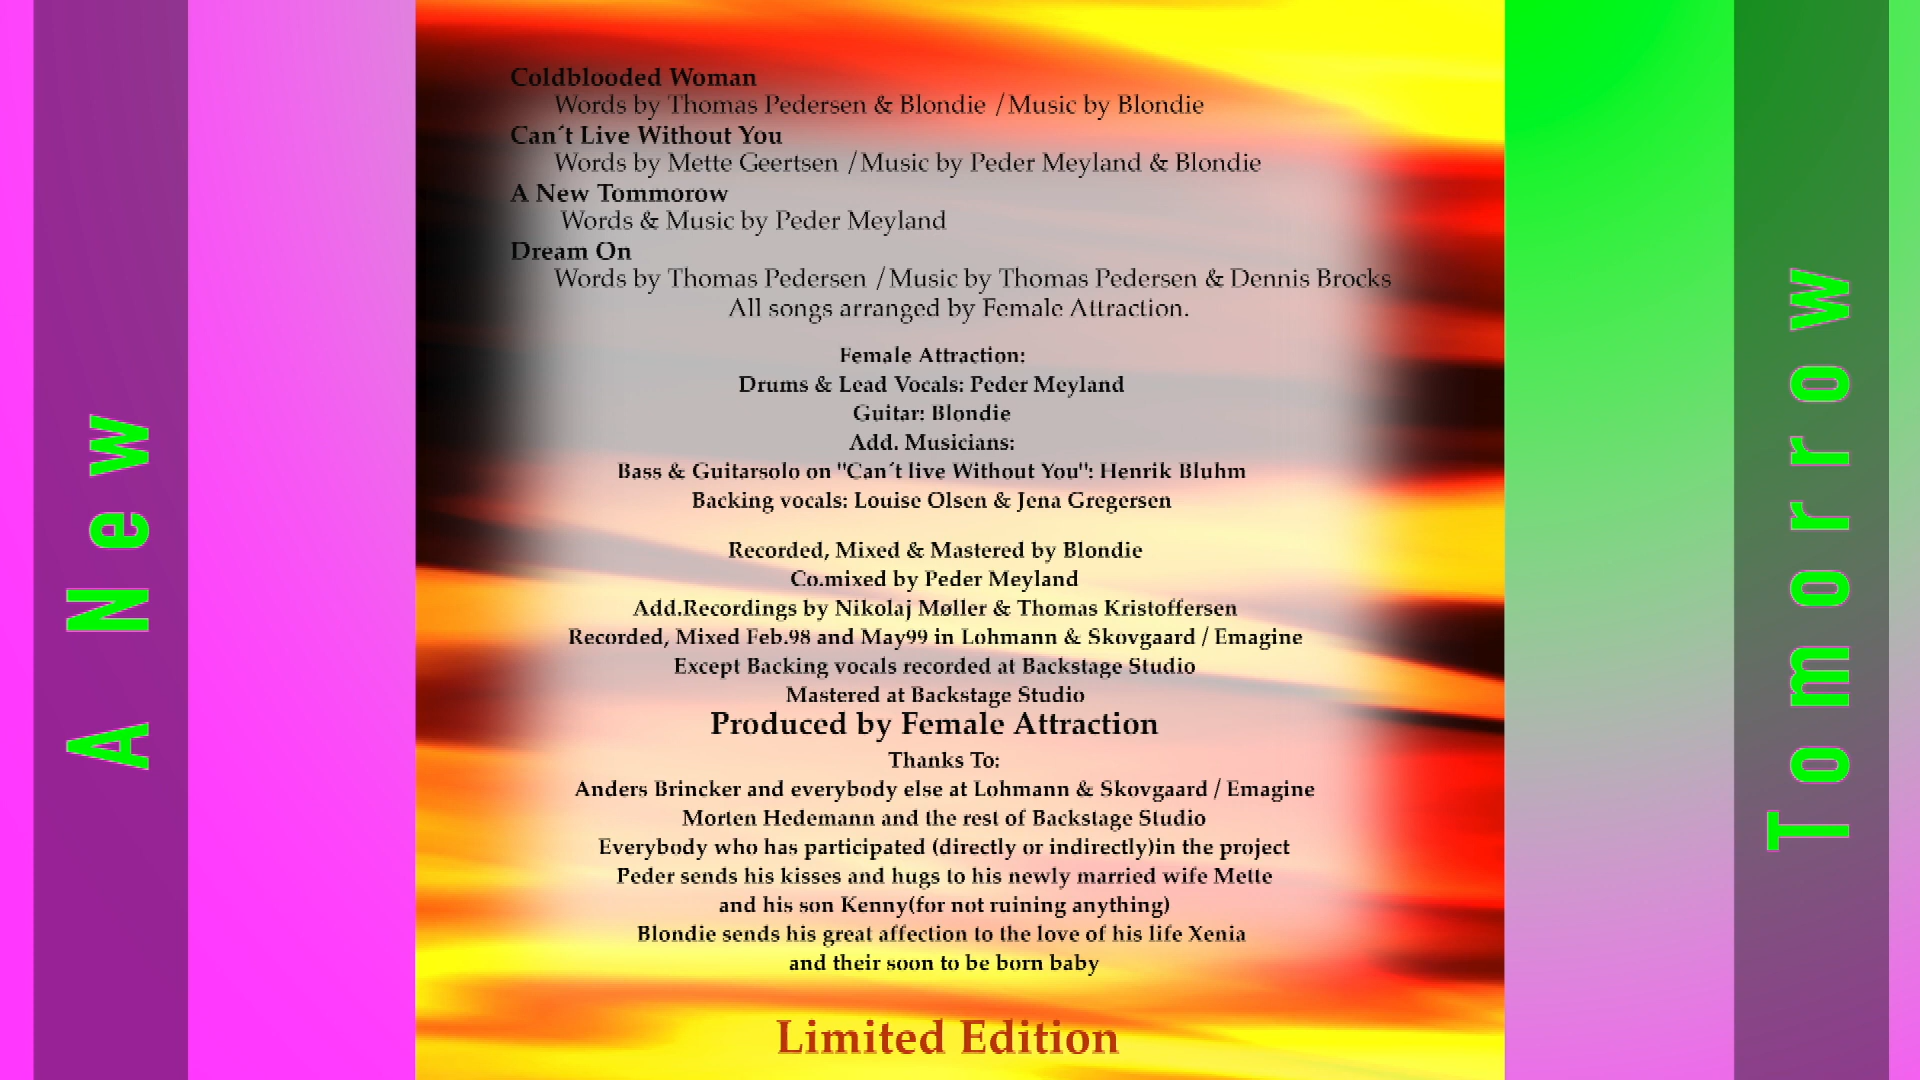 A New
Coldblooded Woman
Words by Thomas Pedersen & Blondie /Music by Blondie
Can´t Live Without You
Words by Mette Geertsen /Music by Peder Meyland & Blondie
A New Tommorow
Words & Music by Peder Meyland
Dream On
Words by Thomas Pedersen /Music by Thomas Pedersen & Dennis Brocks
All songs arranged by Female Attraction.
Female Attraction:
Drums & Lead Vocals: Peder Meyland
Guitar: Blondie
Add. Musicians:
Bass & Guitarsolo on "Can´t live Without You": Henrik Bluhm
Backing vocals: Louise Olsen & Jena Gregersen
Recorded, Mixed & Mastered by Blondie
Co.mixed by Peder Meyland
Add.Recordings by Nikolaj Møller & Thomas Kristoffersen
Recorded, Mixed Feb.98 and May99 in Lohmann & Skovgaard / Emagine
Except Backing vocals recorded at Backstage Studio
Mastered at Backstage Studio
Produced by Female Attraction
Thanks To:
Anders Brincker and everybody else at Lohmann & Skovgaard / Emagine
Morten Hedemann and the rest of Backstage Studio
Everybody who has participated (directly or indirectly)in the project
Peder sends his kisses and hugs to his newly married wife Mette
and his son Kenny(for not ruining anything)
Blondie sends his great affection to the love of his life Xenia
and their soon to be born baby
Limited Edition
Tomorrow